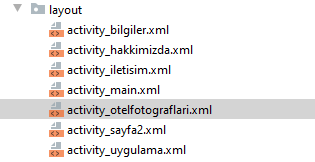 layout
activity_bilgiler.xml
activity_hakkimizda.xml
activity_iletisim.xml
activity_main.xml
activity_otelfotograflari.xml
activity_sayfa2.xml
activity_uygulama.xml